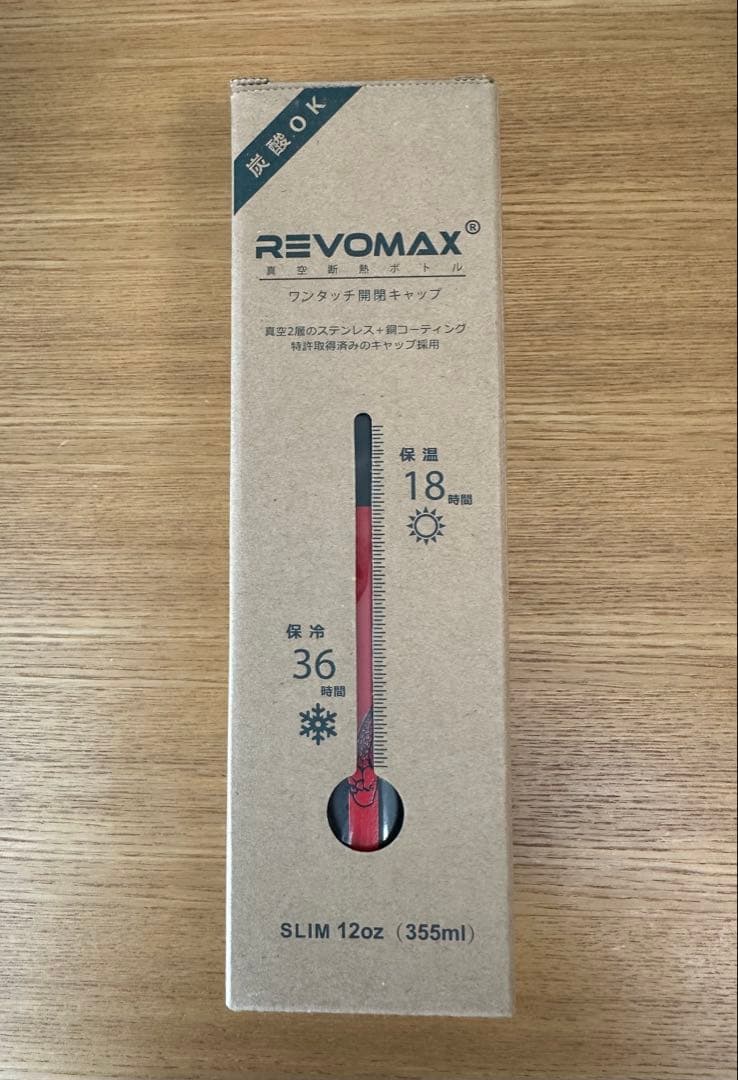 炭酸OK
REVOMAX®
真空断熱ボトル
ワンタッチ開閉キャップ
真空2層のステンレス+銅コーティング
特許取得済みのキャップ採用
保温
18時間
保冷
36
時間
SLIM 12oz（355ml）